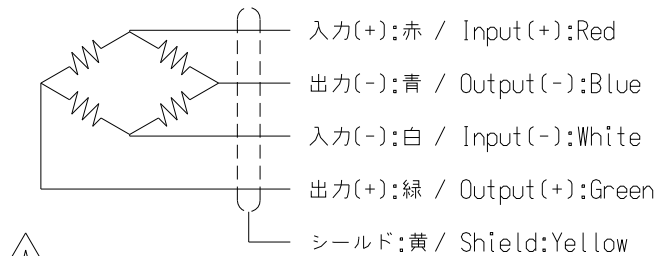 入力(+):赤 / Input(+):Red
出力(-):青 / Output(-):Blue
入力(-):白 / Input(-):White
出力(+):緑 / Output(+):Green
シールド:黄 / Shield:Yellow
A